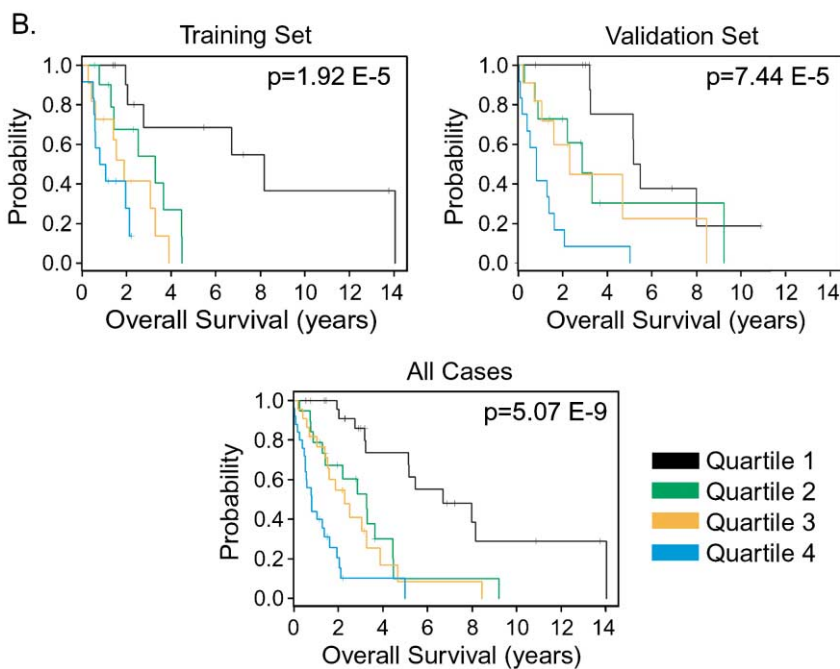 B.
Training Set
p=1.92 E-5
Probability
1.0
0.8
0.6
0.4
0.2
0.0
0 2 4 6 8 10 12 14
Overall Survival (years)
Validation Set
p=7.44 E-5
Probability
1.0
0.8
0.6
0.4
0.2
0.0
0 2 4 6 8 10 12 14
Overall Survival (years)
All Cases
p=5.07 E-9
Probability
1.0
0.8
0.6
0.4
0.2
0.0
0 2 4 6 8 10 12 14
Overall Survival (years)
Quartile 1
Quartile 2
Quartile 3
Quartile 4